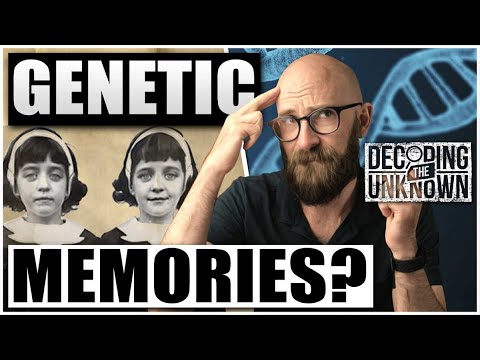 GENETIC
DECODING
THE
UNKNOWN
MEMORIES?